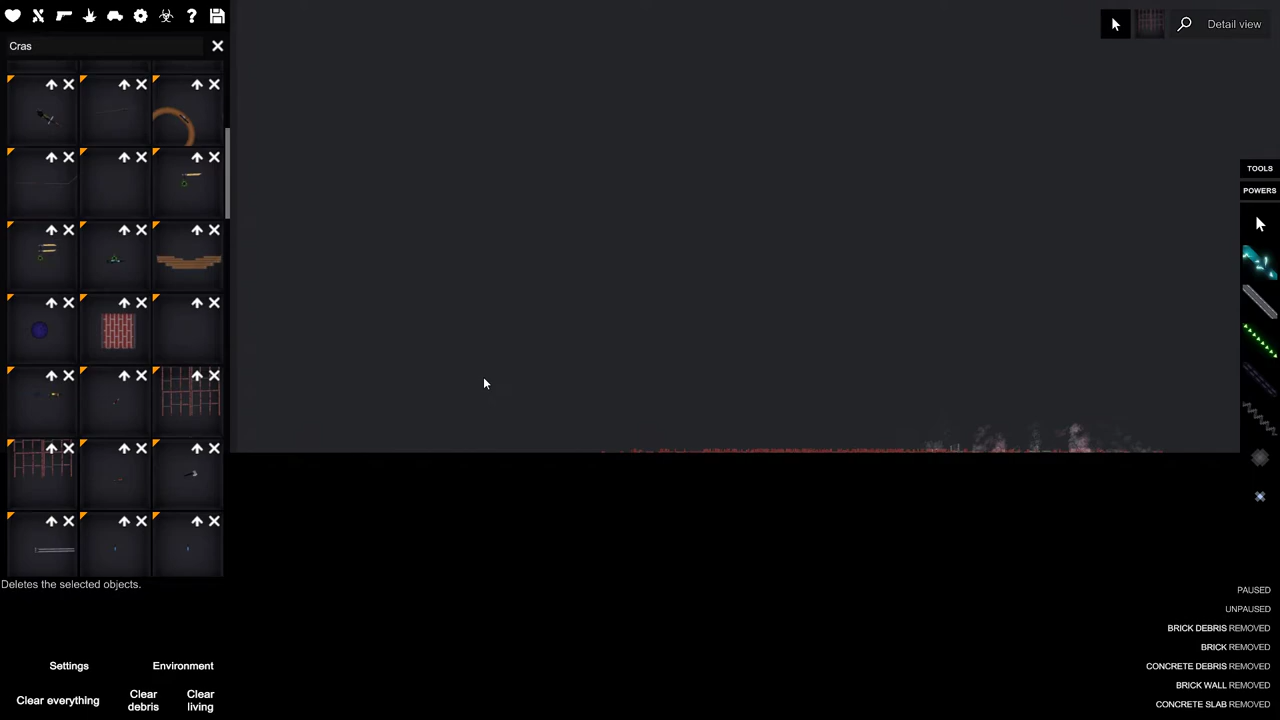 Cras
Detail view
TOOLS
POWERS
Deletes the selected objects.
PAUSED
UNPAUSED
BRICK DEBRIS REMOVED
BRICK REMOVED
CONCRETE DEBRIS REMOVED
BRICK WALL REMOVED
CONCRETE SLAB REMOVED
Settings
Environment
Clear everything
Clear
debris
Clear
living